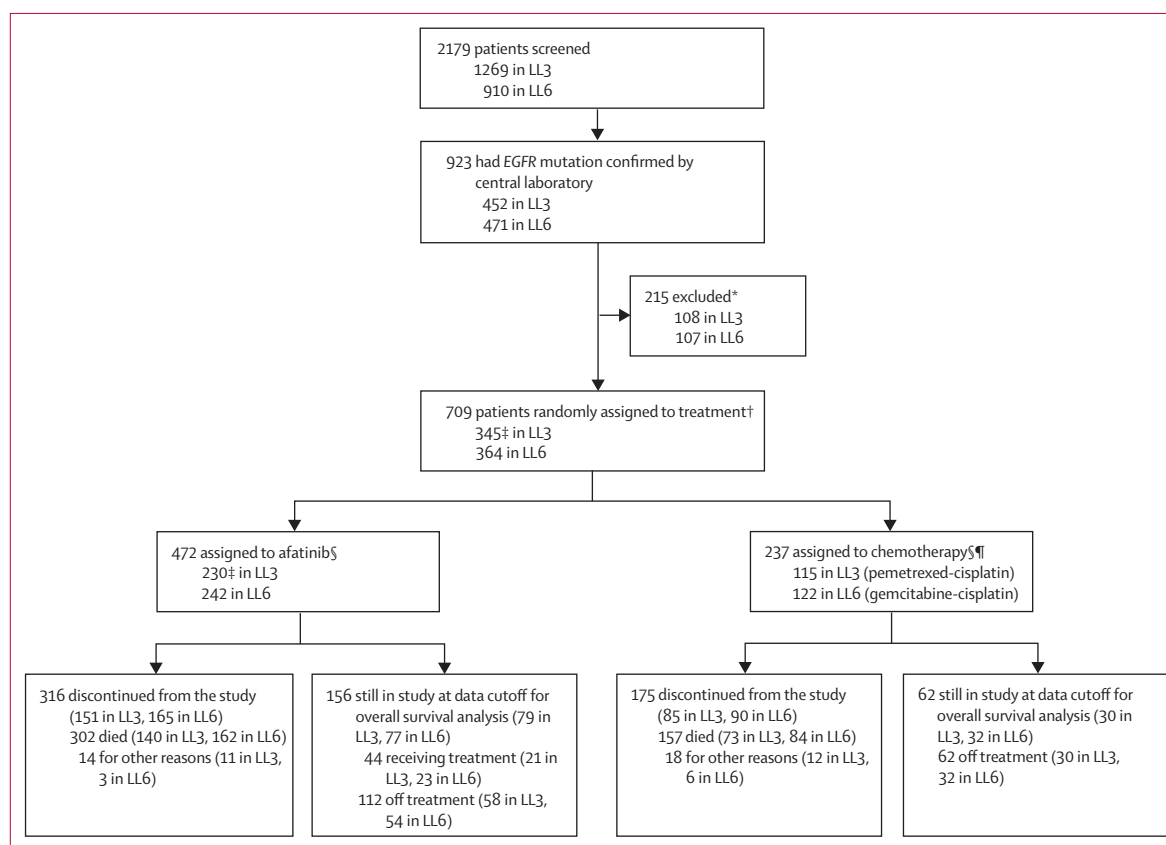 2179 patients screened
1269 in LL3
910 in LL6
923 had EGFR mutation confirmed by
central laboratory
452 in LL3
471 in LL6
215 excluded*
108 in LL3
107 in LL6
709 patients randomly assigned to treatment†
345‡ in LL3
364 in LL6
472 assigned to afatinib§
230‡ in LL3
242 in LL6
237 assigned to chemotherapy§¶
115 in LL3 (pemetrexed-cisplatin)
122 in LL6 (gemcitabine-cisplatin)
316 discontinued from the study
(151 in LL3, 165 in LL6)
302 died (140 in LL3, 162 in LL6)
14 for other reasons (11 in LL3,
3 in LL6)
156 still in study at data cutoff for
overall survival analysis (79 in
LL3, 77 in LL6)
44 receiving treatment (21 in
LL3, 23 in LL6)
112 off treatment (58 in LL3,
54 in LL6)
175 discontinued from the study
(85 in LL3, 90 in LL6)
157 died (73 in LL3, 84 in LL6)
18 for other reasons (12 in LL3,
6 in LL6)
62 still in study at data cutoff for
overall survival analysis (30 in
LL3, 32 in LL6)
62 off treatment (30 in LL3,
32 in LL6)